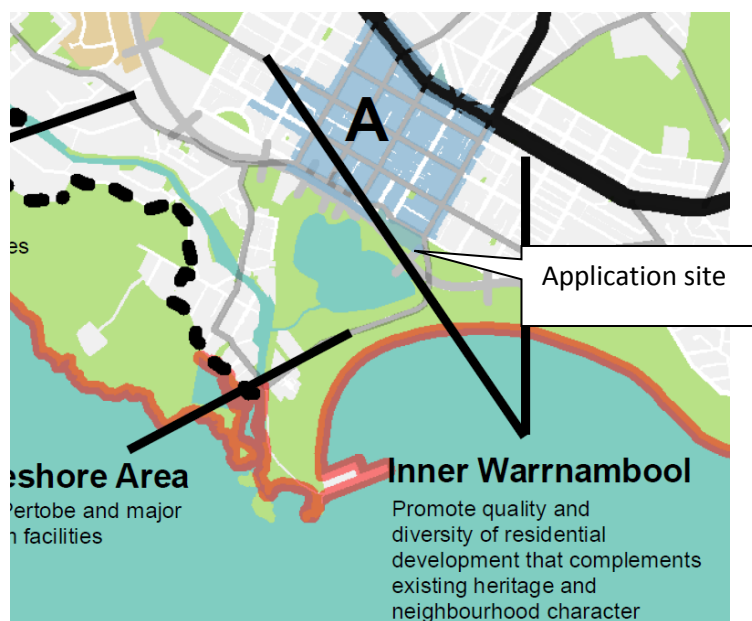 A
es
Application site
eshore Area
Pertobe and major
n facilities
Inner Warrnambool
Promote quality and
diversity of residential
development that complements
existing heritage and
neighbourhood character